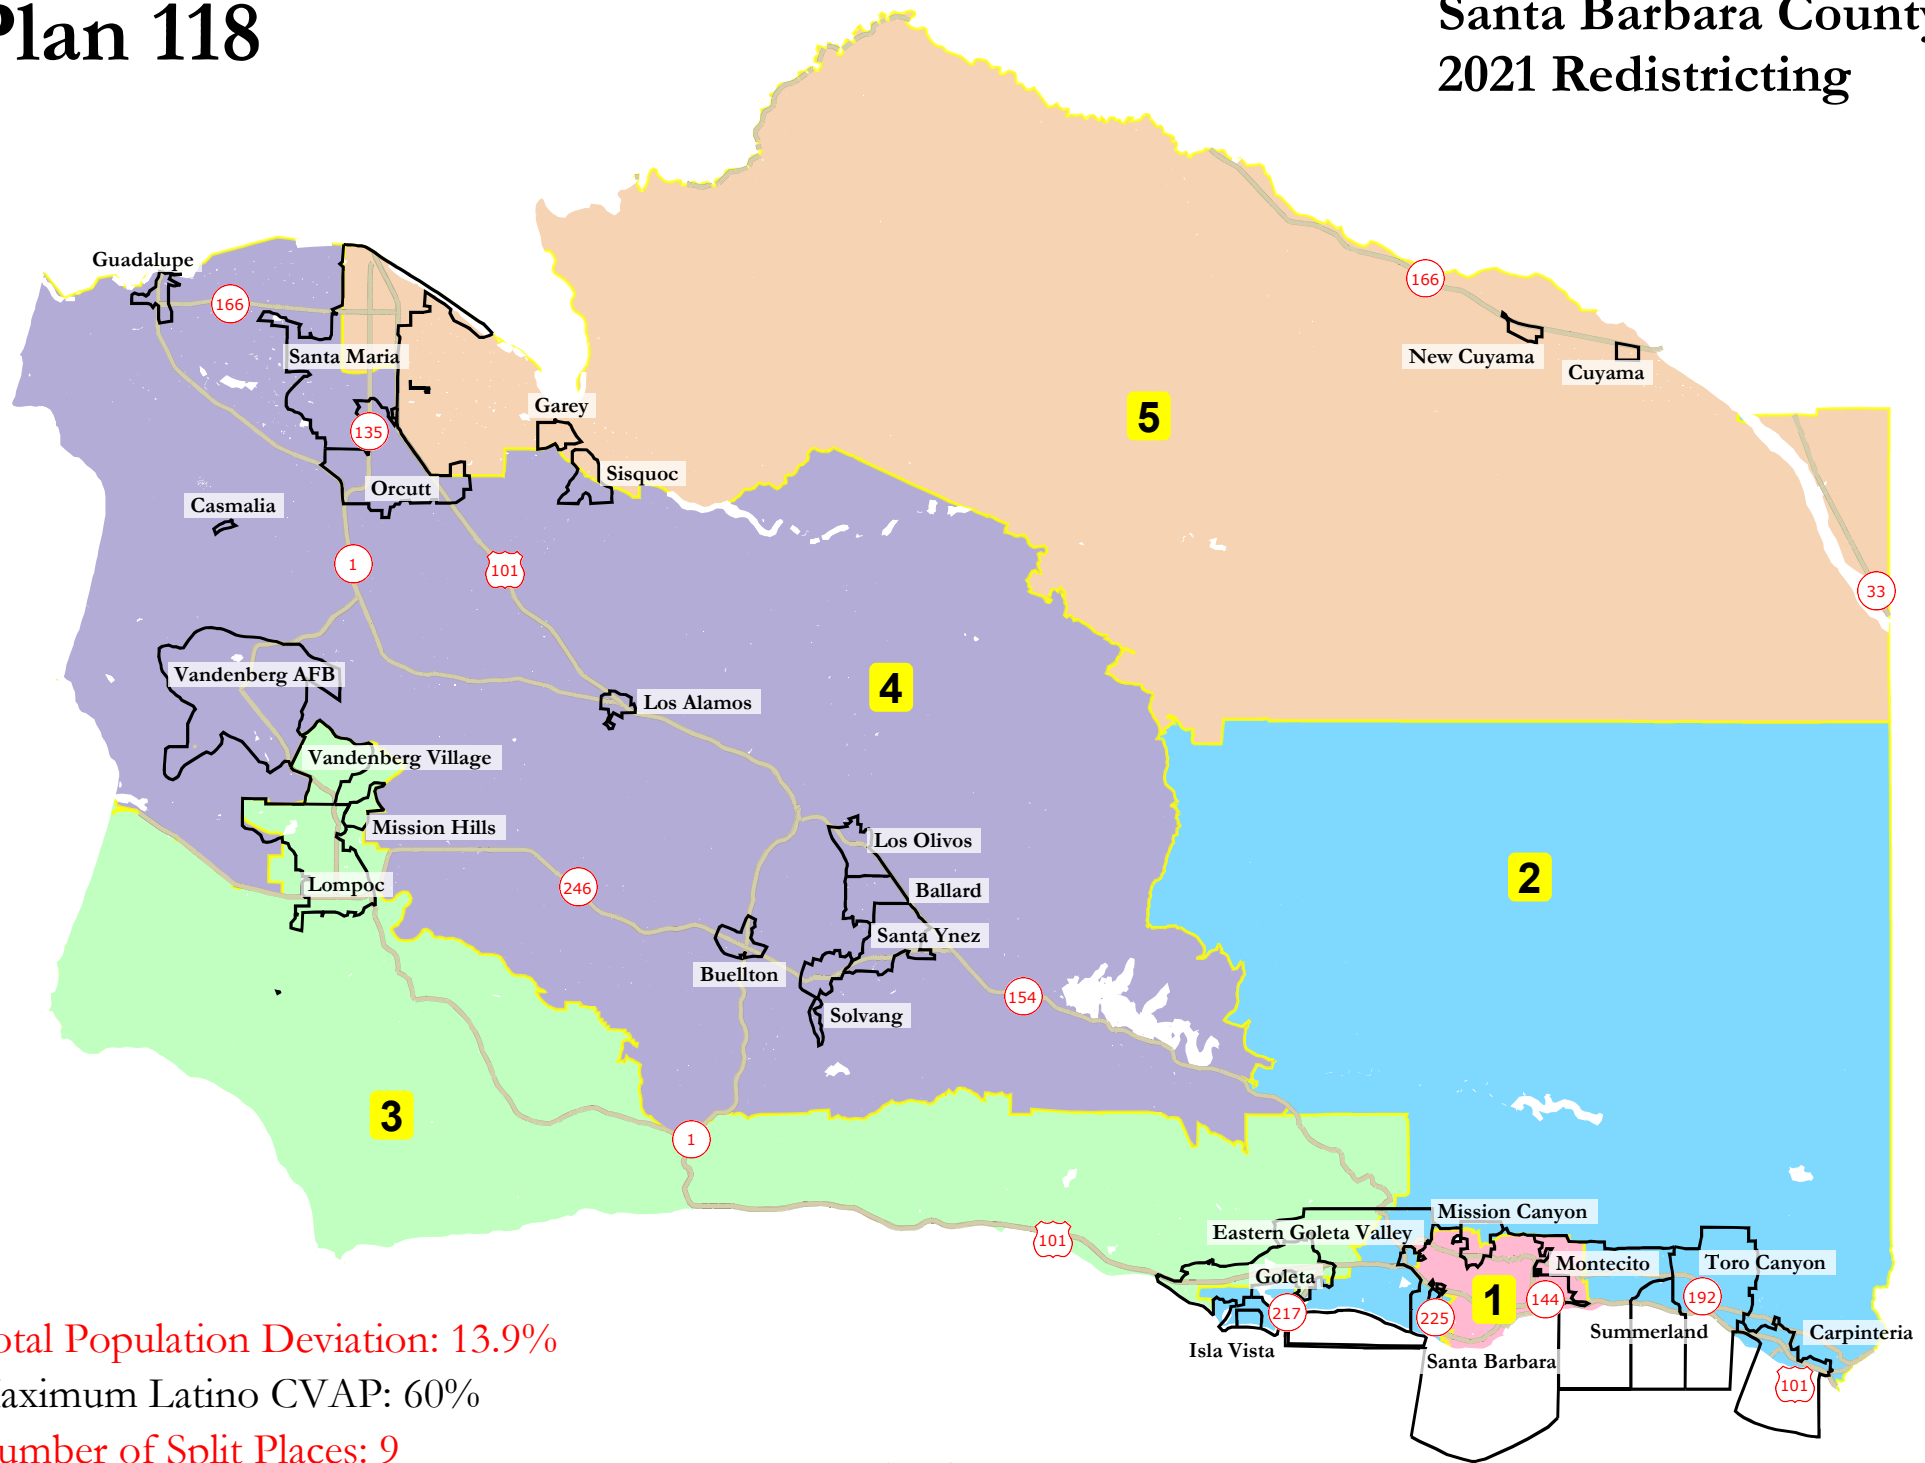 Plan 118
Santa Barbara County
2021 Redistricting
Guadalupe
166
Santa Maria
166
New Cuyama
Cuyama
5
Garey
135
Sisquoc
Orcutt
Casmalia
1
101
33
Vandenberg AFB
4
Los Alamos
Vandenberg Village
Mission Hills
Los Olivos
2
Lompoc
246
Ballard
Santa Ynez
Buellton
154
Solvang
3
1
Mission Canyon
Eastern Goleta Valley
101
Montecito
Toro Canyon
Goleta
1
144
192
217
225
Summerland
Carpinteria
Isla Vista
Santa Barbara
101
otal Population Deviation: 13.9%
aximum Latino CVAP: 60%
umber of Split Places: 9